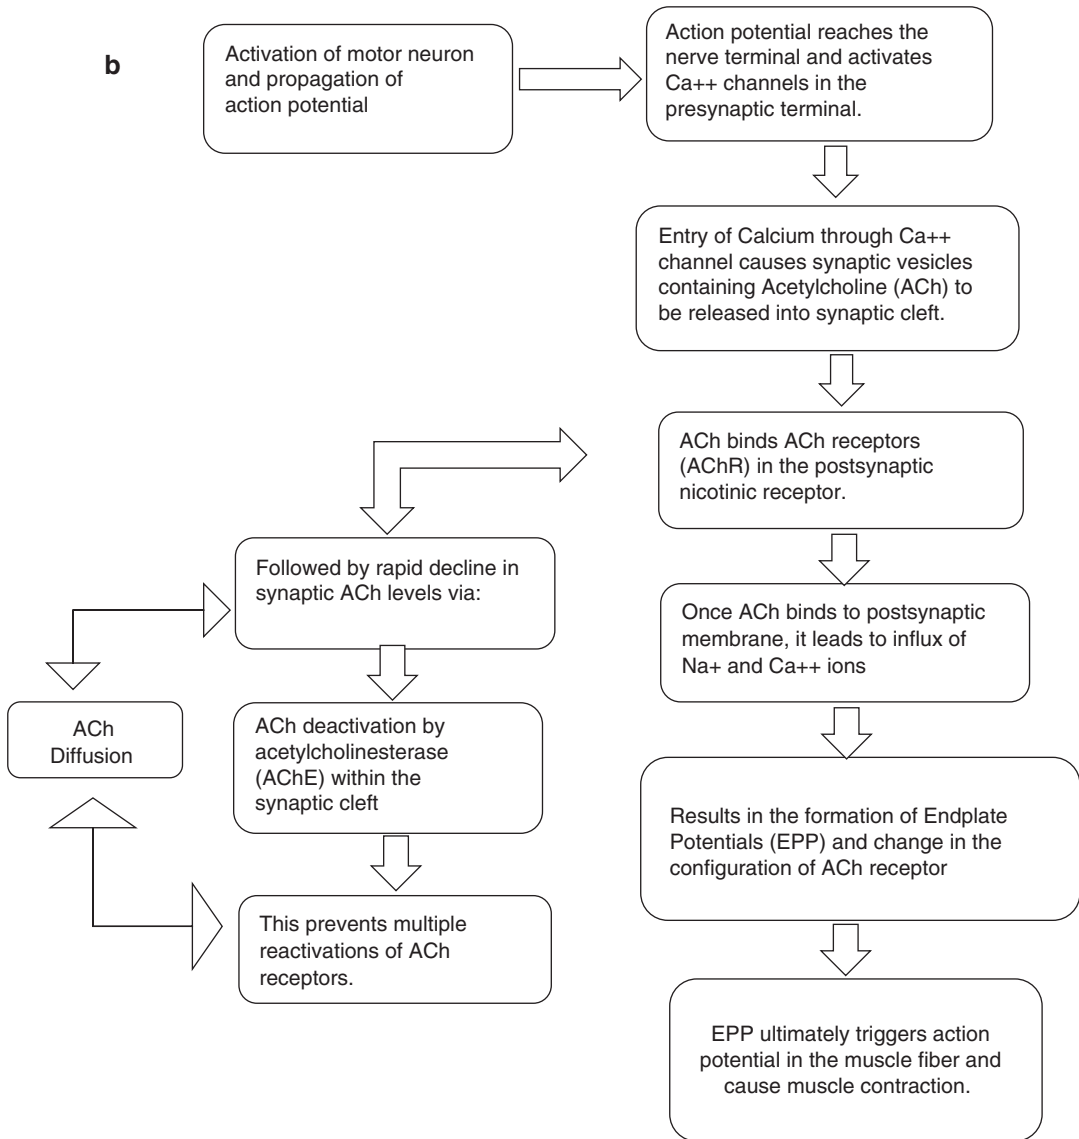 b
Activation of motor neuron
and propagation of
action potential
Action potential reaches the
nerve terminal and activates
Ca++ channels in the
presynaptic terminal.
Entry of Calcium through Ca++
channel causes synaptic vesicles
containing Acetylcholine (ACh) to
be released into synaptic cleft.
ACh binds ACh receptors
(AChR) in the postsynaptic
nicotinic receptor.
Followed by rapid decline in
synaptic ACh levels via:
Once ACh binds to postsynaptic
membrane, it leads to influx of
Na+ and Ca++ ions
ACh
Diffusion
ACh deactivation by
acetylcholinesterase
(AChE) within the
synaptic cleft
Results in the formation of Endplate
Potentials (EPP) and change in the
configuration of ACh receptor
This prevents multiple
reactivations of ACh
receptors.
EPP ultimately triggers action
potential in the muscle fiber and
cause muscle contraction.